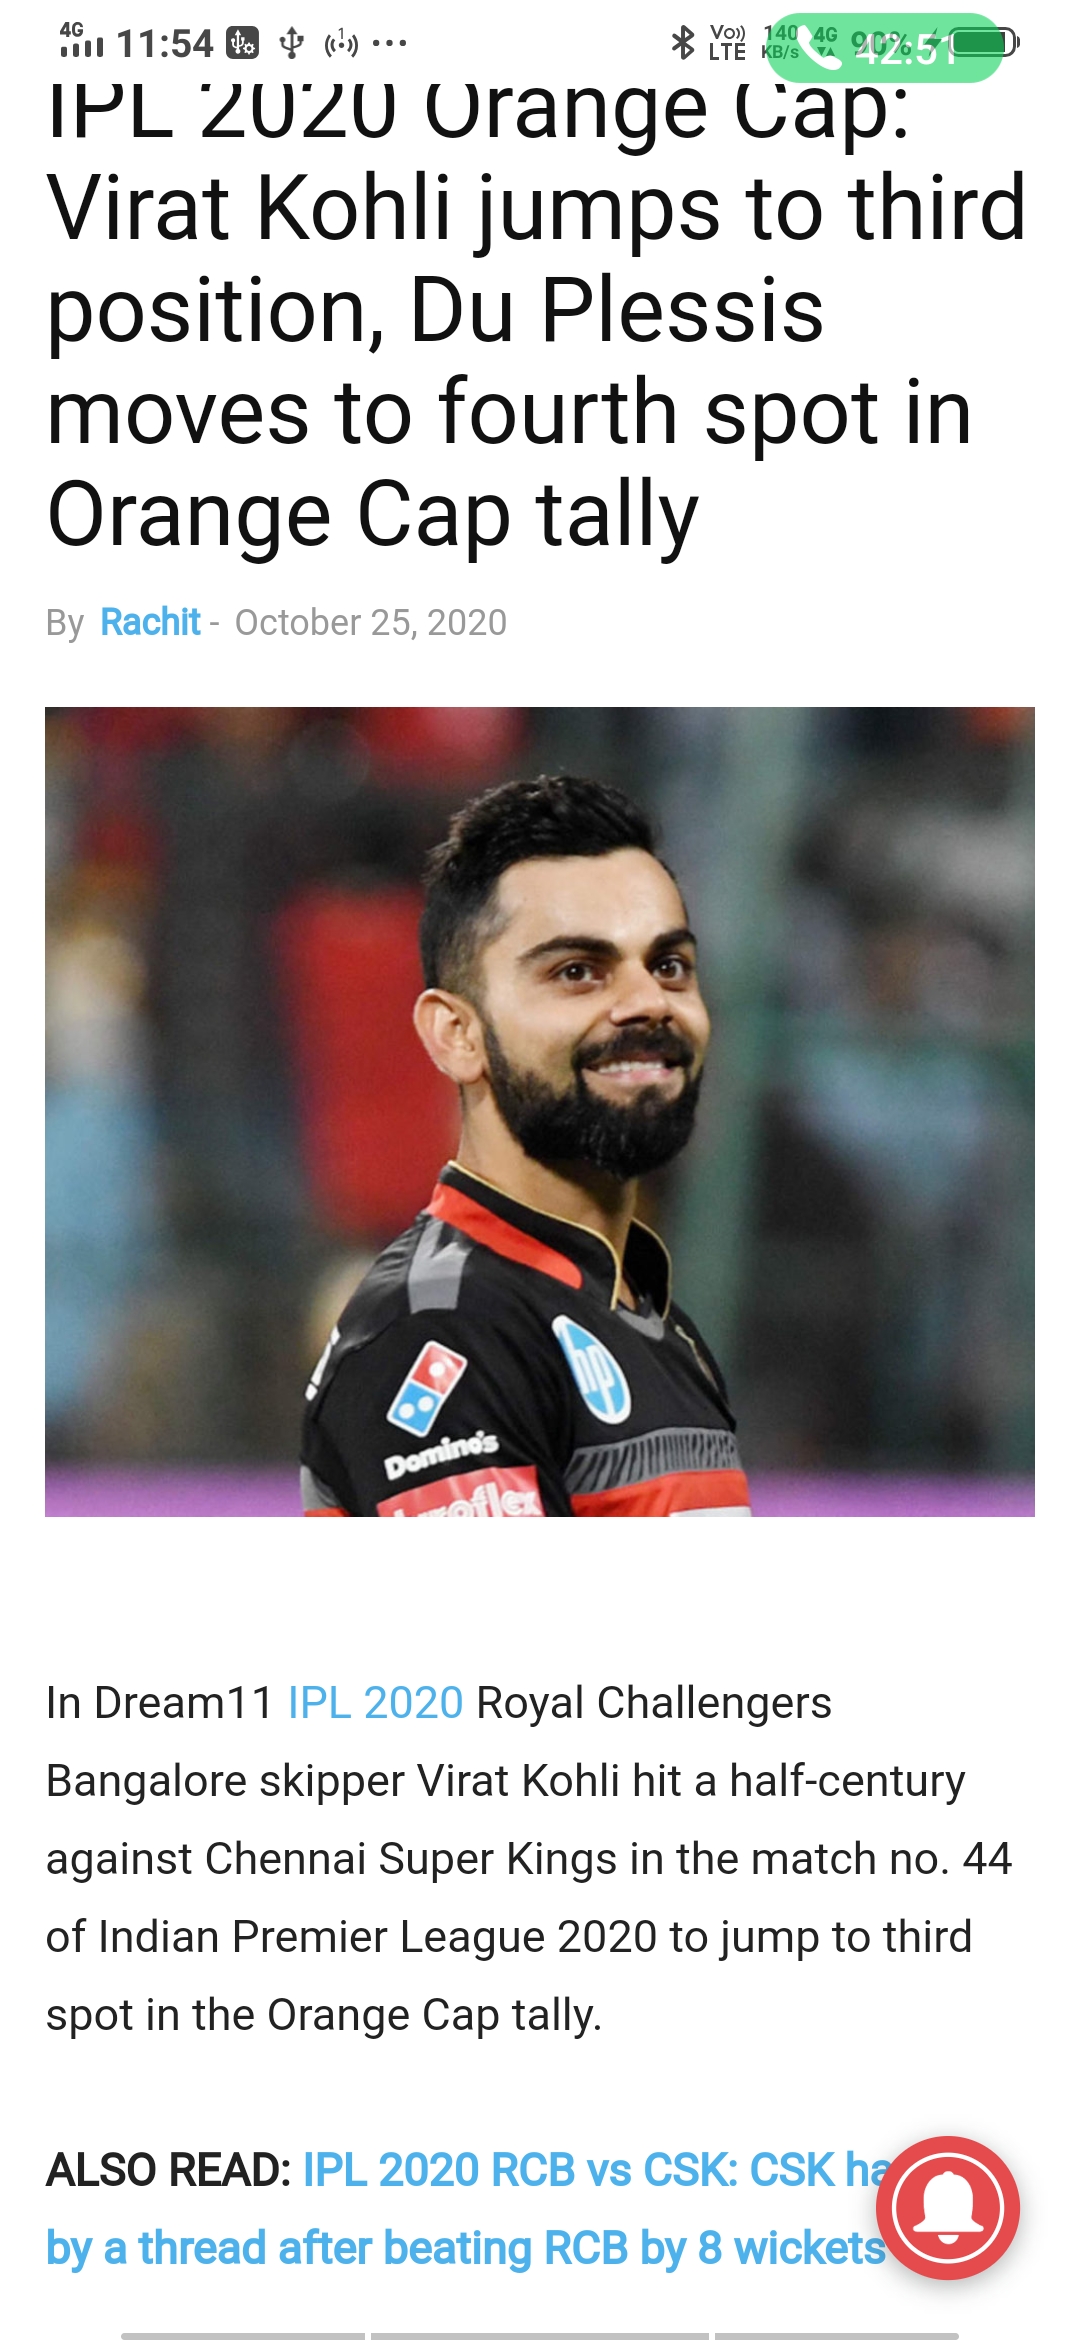 4G 11:54
Vo)) LTE 140 KB/s 4G 90% 42:51
IPL 2020 Orange Cap:
Virat Kohli jumps to third
position, Du Plessis
moves to fourth spot in
Orange Cap tally
By Rachit - October 25, 2020
hp
Domino's
In Dream11 IPL 2020 Royal Challengers
Bangalore skipper Virat Kohli hit a half-century
against Chennai Super Kings in the match no. 44
of Indian Premier League 2020 to jump to third
spot in the Orange Cap tally.
ALSO READ: IPL 2020 RCB vs CSK: CSK
by a thread after beating RCB by 8 wickets